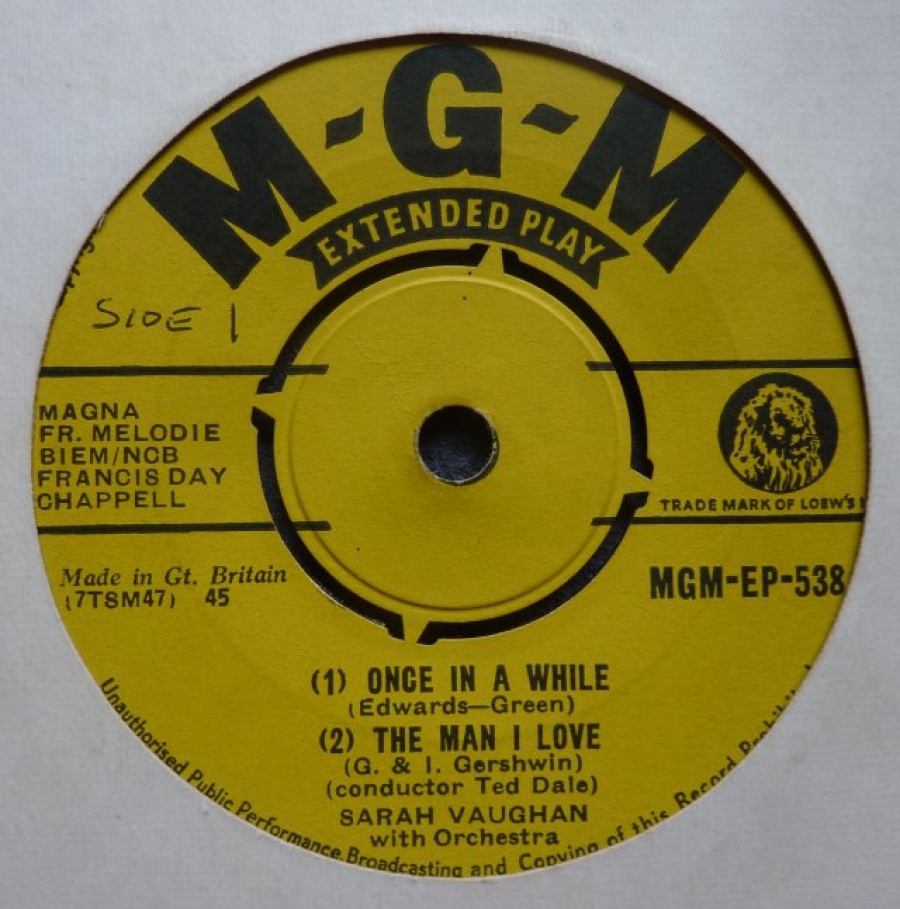 M-G-M
EXTENDED PLAY
SIDE 1
MAGNA
FR. MELODIE
BIEM/NCB
FRANCIS DAY
CHAPPELL
TRADE MARK OF LOEW'S
Made in Gt. Britain
(7TSM47) 45
MGM-EP-538
(1) ONCE IN A WHILE
(Edwards—Green)
(2) THE MAN I LOVE
(G. & I. Gershwin)
(conductor Ted Dale)
SARAH VAUGHAN
with Orchestra
Unauthorised Public Performance, Broadcasting and Copying of this Record